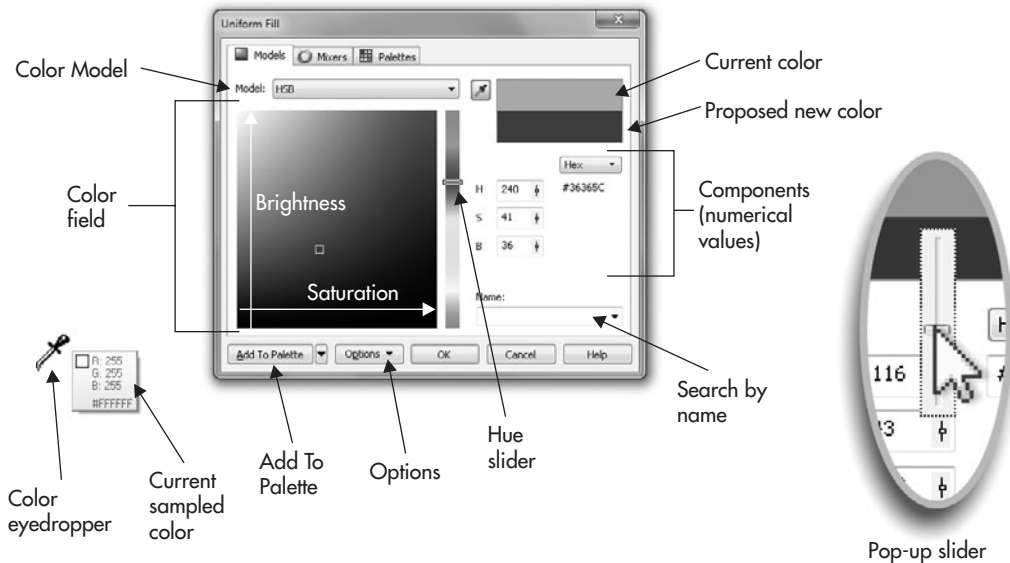 Uniform Fill
Models
Mixers
Palettes
Color Model
Model:
HSB
Current color
Proposed new color
Hex
H 240 #36365C
S 41
B 36
Components
(numerical
values)
Color
field
Brightness
Saturation
Name:
Add To Palette
Options
OK
Cancel
Help
R: 255
G: 255
B: 255
#FFFFFF
Search by
name
Hue
slider
Add To
Palette
Options
Color
eyedropper
Current
sampled
color
H
116
#
3
Pop-up slider